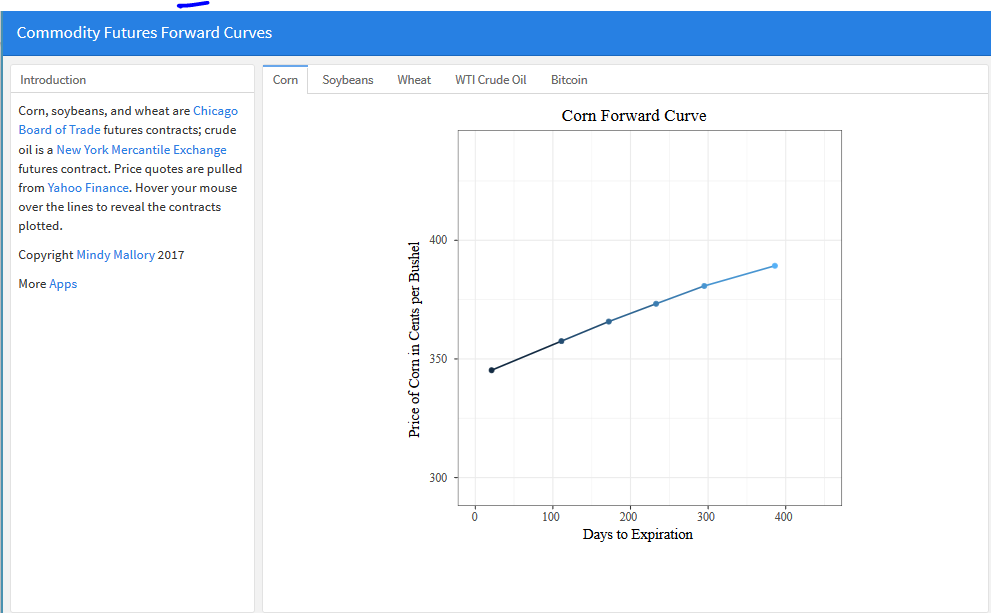 Commodity Futures Forward Curves
Introduction
Corn, soybeans, and wheat are Chicago
Board of Trade futures contracts; crude
oil is a New York Mercantile Exchange
futures contract. Price quotes are pulled
from Yahoo Finance. Hover your mouse
over the lines to reveal the contracts
plotted.
Copyright Mindy Mallory 2017
More Apps
Corn Soybeans Wheat WTI Crude Oil Bitcoin
Corn Forward Curve
Price of Corn in Cents per Bushel
400
350
300
0 100 200 300 400
Days to Expiration